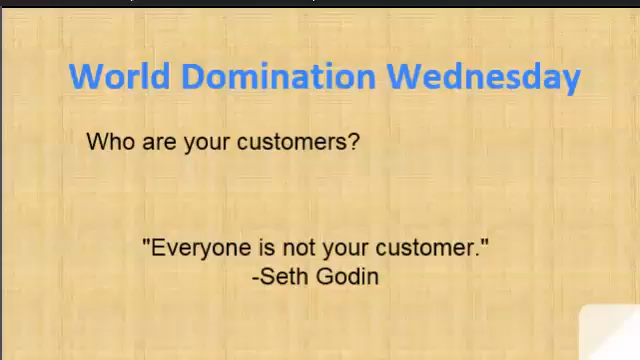 World Domination Wednesday
Who are your customers?
"Everyone is not your customer."
-Seth Godin